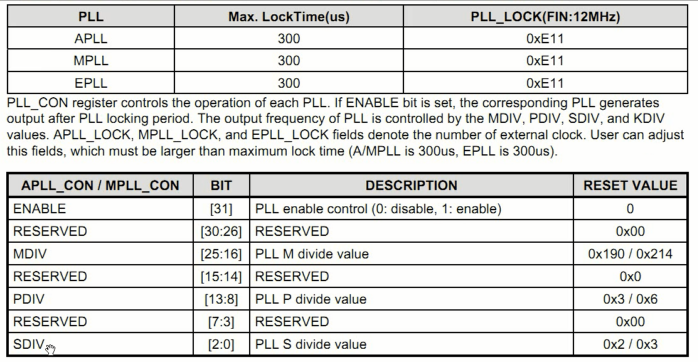 PLL Max. LockTime(us) PLL_LOCK(FIN:12MHz)
APLL 300 0xE11
MPLL 300 0xE11
EPLL 300 0xE11
PLL_CON register controls the operation of each PLL. If ENABLE bit is set, the corresponding PLL generates
output after PLL locking period. The output frequency of PLL is controlled by the MDIV, PDIV, SDIV, and KDIV
values. APLL_LOCK, MPLL_LOCK, and EPLL_LOCK fields denote the number of external clock. User can adjust
this fields, which must be larger than maximum lock time (A/MPLL is 300us, EPLL is 300us).
APLL_CON / MPLL_CON BIT DESCRIPTION RESET VALUE
ENABLE [31] PLL enable control (0: disable, 1: enable) 0
RESERVED [30:26] RESERVED 0x00
MDIV [25:16] PLL M divide value 0x190 / 0x214
RESERVED [15:14] RESERVED 0x0
PDIV [13:8] PLL P divide value 0x3 / 0x6
RESERVED [7:3] RESERVED 0x00
SDIV [2:0] PLL S divide value 0x2 / 0x3